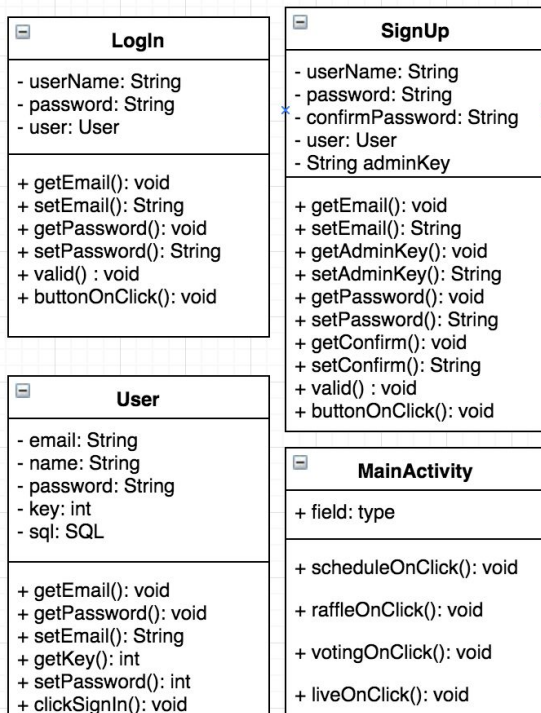 LogIn
- userName: String
- password: String
- user: User
+ getEmail(): void
+ setEmail(): String
+ getPassword(): void
+ setPassword(): String
+ valid() : void
+ buttonOnClick(): void
SignUp
- userName: String
- password: String
- confirmPassword: String
- user: User
- String adminKey
+ getEmail(): void
+ setEmail(): String
+ getAdminKey(): void
+ setAdminKey(): String
+ getPassword(): void
+ setPassword(): String
+ getConfirm(): void
+ setConfirm(): String
+ valid() : void
+ buttonOnClick(): void
User
- email: String
- name: String
- password: String
- key: int
- sql: SQL
+ getEmail(): void
+ getPassword(): void
+ setEmail(): String
+ getKey(): int
+ setPassword(): int
+ clickSignIn(): void
MainActivity
+ field: type
+ scheduleOnClick(): void
+ raffleOnClick(): void
+ votingOnClick(): void
+ liveOnClick(): void